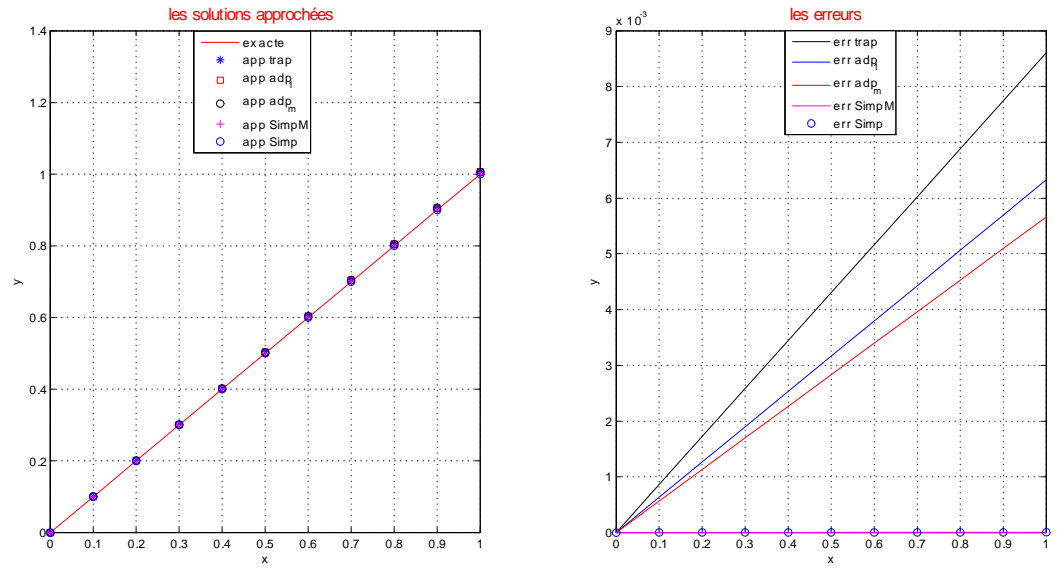 les solutions approchées
1.4
1.2
1
0.8
0.6
0.4
0.2
0
y
exacte
app trap
app adp_l
app adp_m
app SimpM
app Simp
0 0.1 0.2 0.3 0.4 0.5 0.6 0.7 0.8 0.9 1
x
les erreurs
x 10^-3
9
8
7
6
5
4
3
2
1
0
y
err trap
err adp_l
err adp_m
err SimpM
err Simp
0 0.1 0.2 0.3 0.4 0.5 0.6 0.7 0.8 0.9 1
x